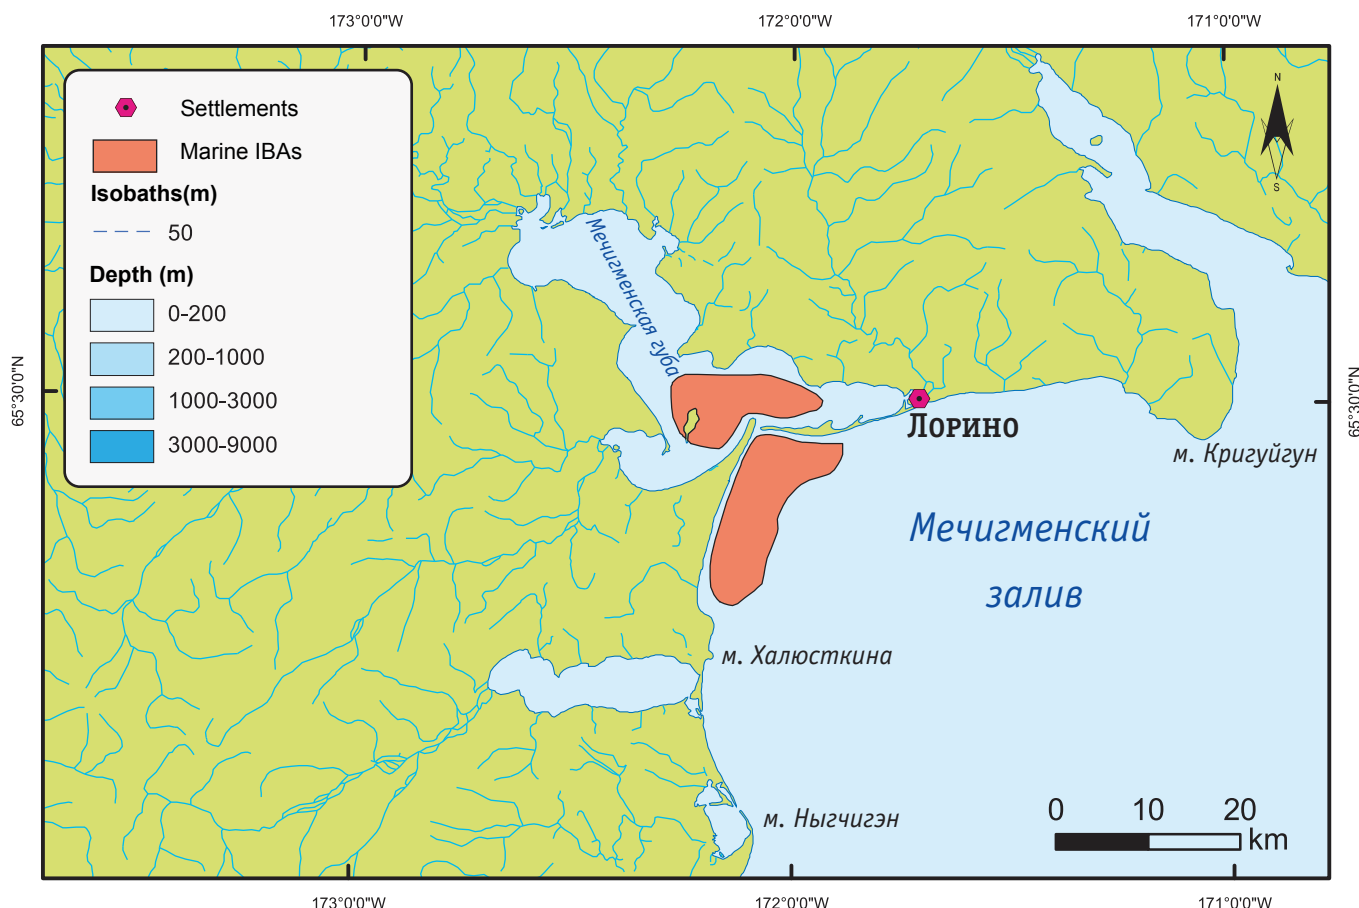 173°0'0"W
172°0'0"W
171°0'0"W
Settlements
Marine IBAs
Isobaths(m)
50
Depth (m)
0-200
200-1000
1000-3000
3000-9000
N
S
65°30'0"N
65°30'0"N
Мечигменская губа
Лорино
м. Кригуйгун
Мечигменский
залив
м. Халюсткина
м. Ныгчигэн
0 10 20
km
173°0'0"W
172°0'0"W
171°0'0"W